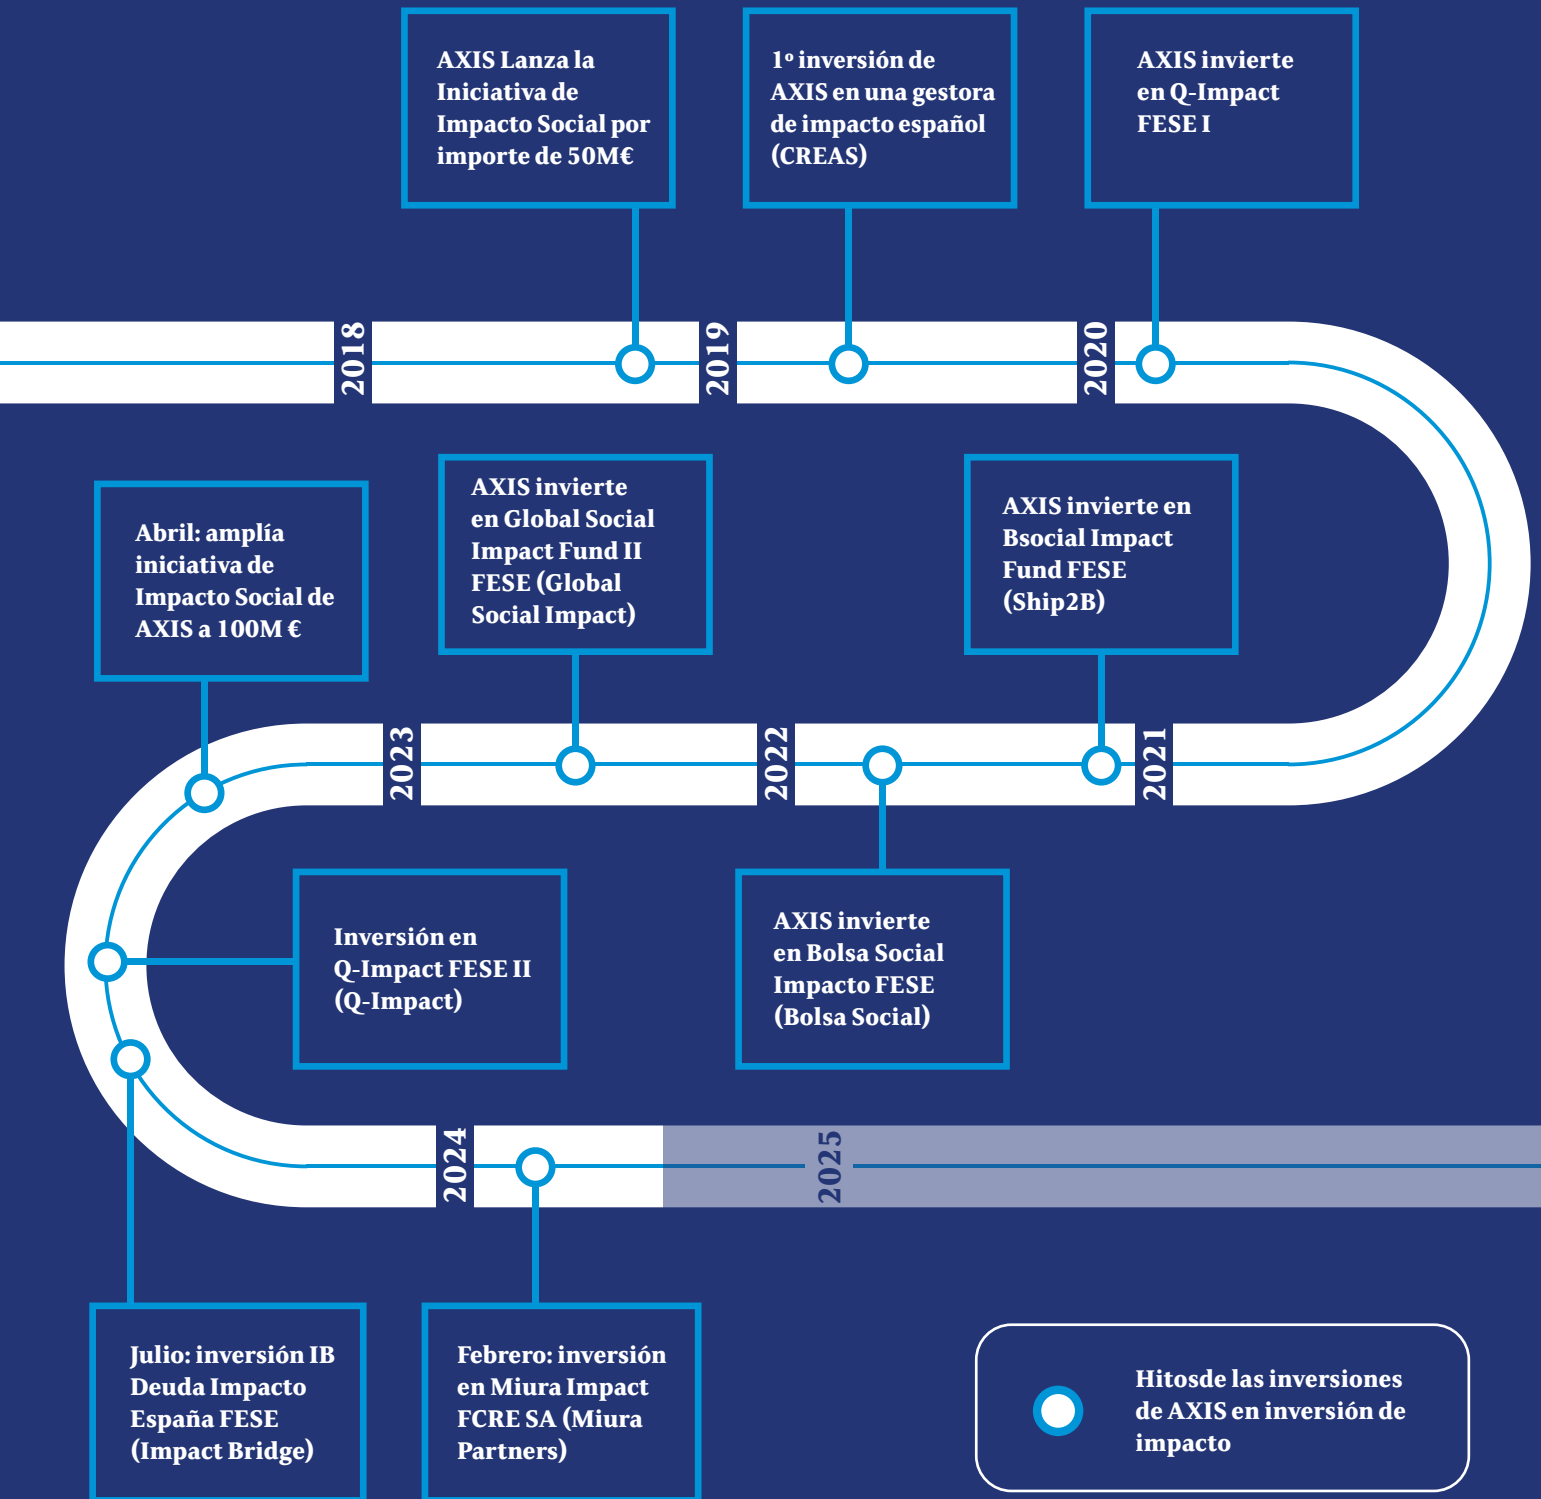 AXIS Lanza la
Iniciativa de
Impacto Social por
importe de 50M€
1º inversión de
AXIS en una gestora
de impacto español
(CREAS)
AXIS invierte
en Q-Impact
FESE I
2018
2019
2020
Abril: amplía
iniciativa de
Impacto Social de
AXIS a 100M €
AXIS invierte
en Global Social
Impact Fund II
FESE (Global
Social Impact)
AXIS invierte en
Bsocial Impact
Fund FESE
(Ship2B)
2023
2022
2021
Inversión en
Q-Impact FESE II
(Q-Impact)
AXIS invierte
en Bolsa Social
Impacto FESE
(Bolsa Social)
2024
2025
Julio: inversión IB
Deuda Impacto
España FESE
(Impact Bridge)
Febrero: inversión
en Miura Impact
FCRE SA (Miura
Partners)
Hitosde las inversiones
de AXIS en inversión de
impacto